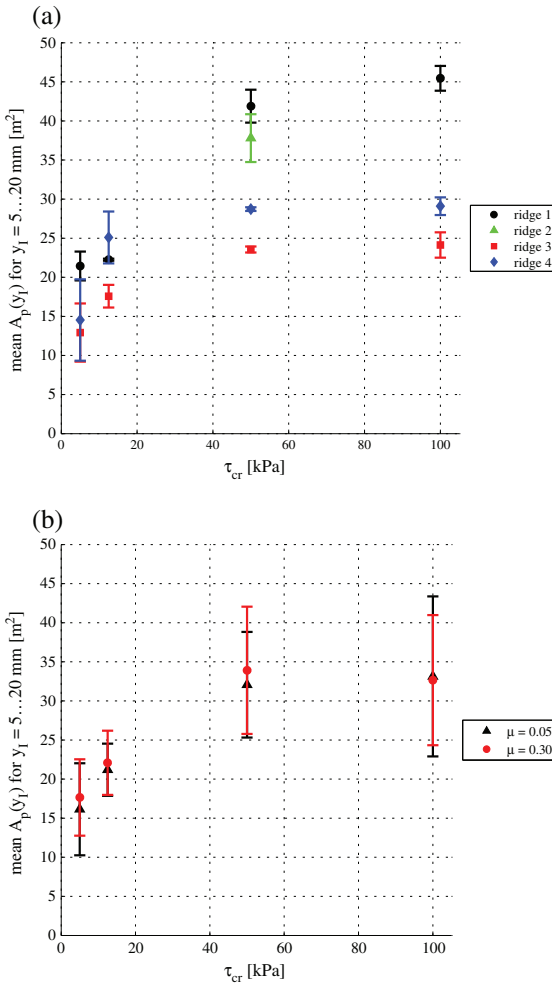 (a)
50
45
40
35
30
25
20
15
10
5
0
mean A_p(y_I) for y_I = 5...20 mm [m²]
0 20 40 60 80 100
τ_cr [kPa]
ridge 1
ridge 2
ridge 3
ridge 4
(b)
50
45
40
35
30
25
20
15
10
5
0
mean A_p(y_I) for y_I = 5...20 mm [m²]
0 20 40 60 80 100
τ_cr [kPa]
μ = 0.05
μ = 0.30